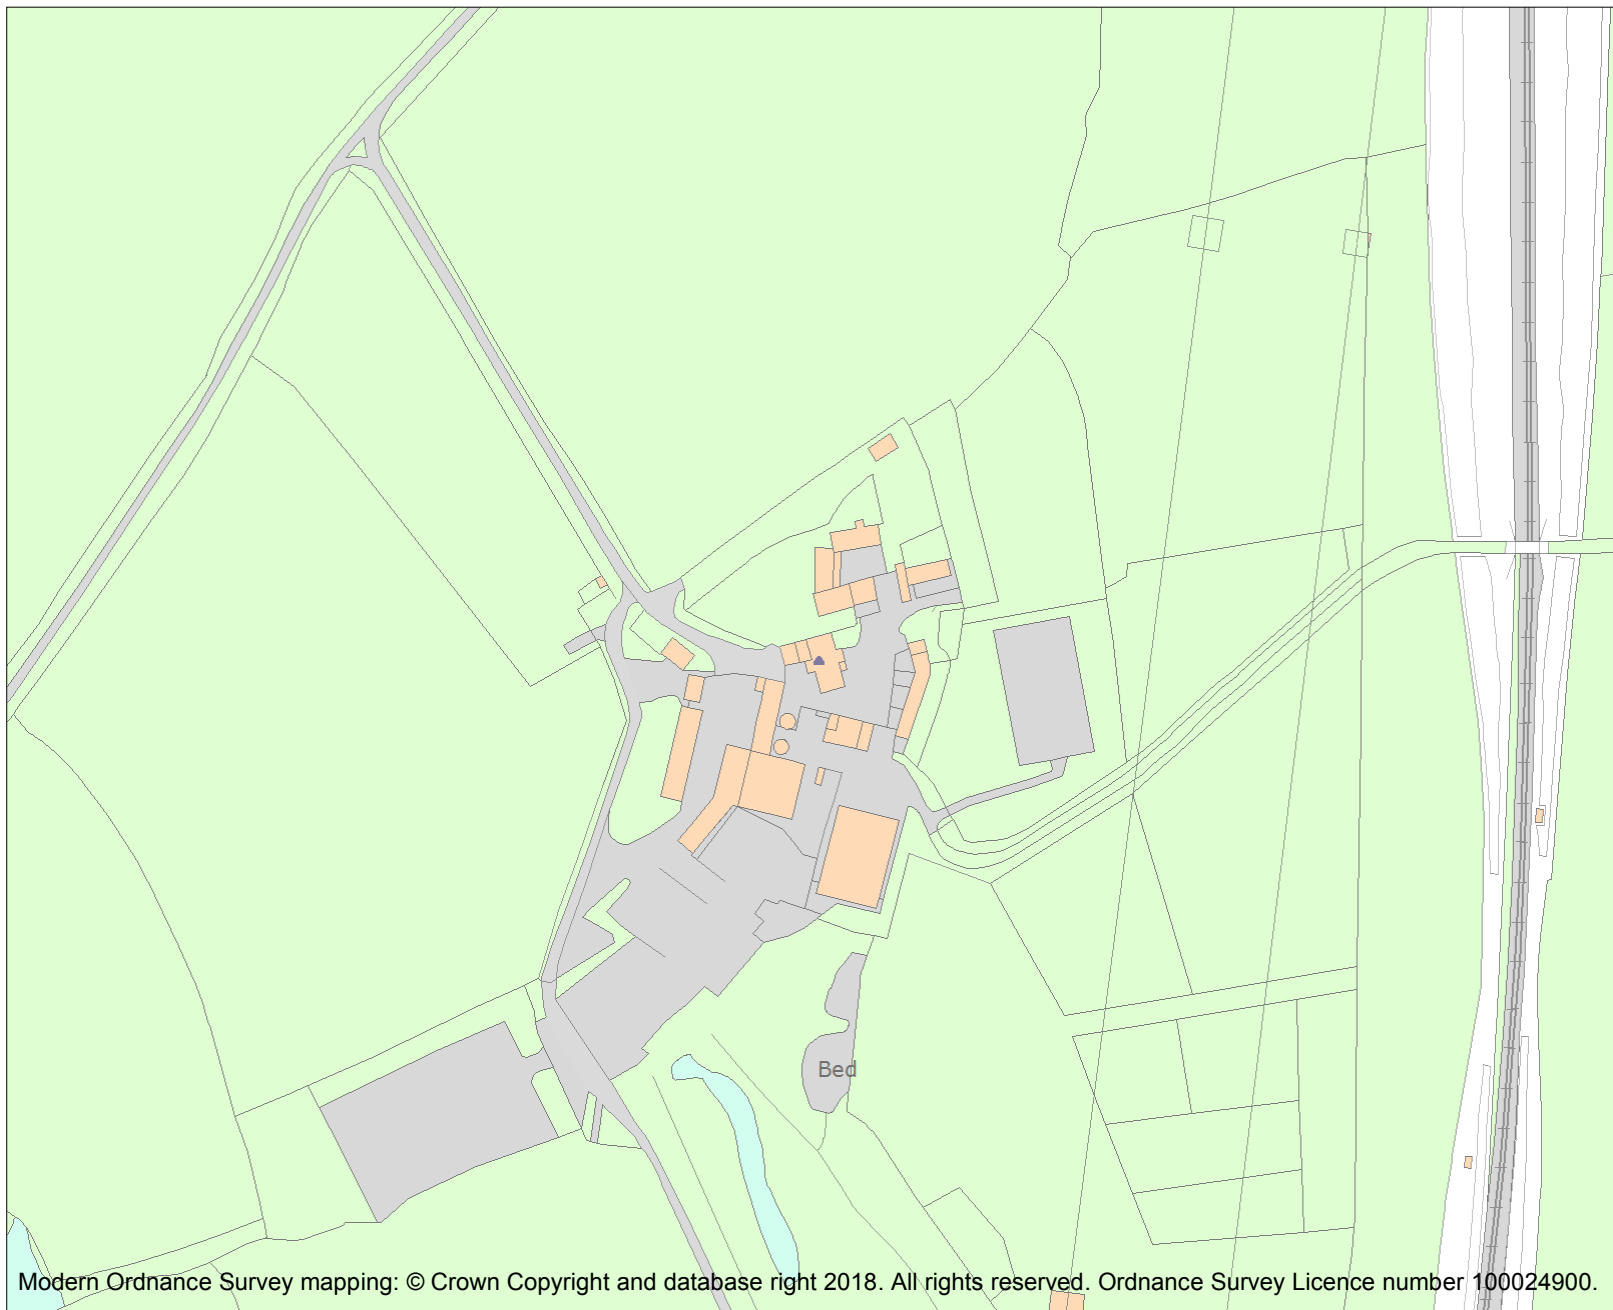 Bed
Modern Ordnance Survey mapping: © Crown Copyright and database right 2018. All rights reserved. Ordnance Survey Licence number 100024900.